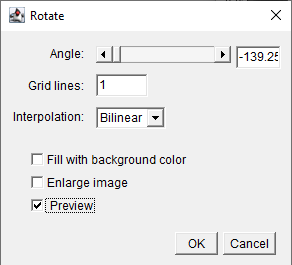 Rotate
Angle: -139.25
Grid lines: 1
Interpolation: Bilinear
Fill with background color
Enlarge image
Preview
OK Cancel